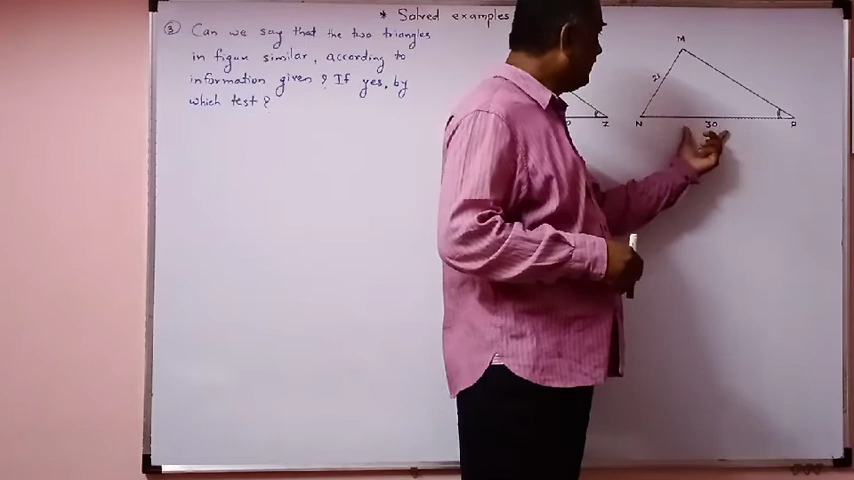 * Solved examples
③ Can we say that the two triangles
in figure similar, according to
information given ? If yes, by
which test ?
M
21
N
30
P
Z